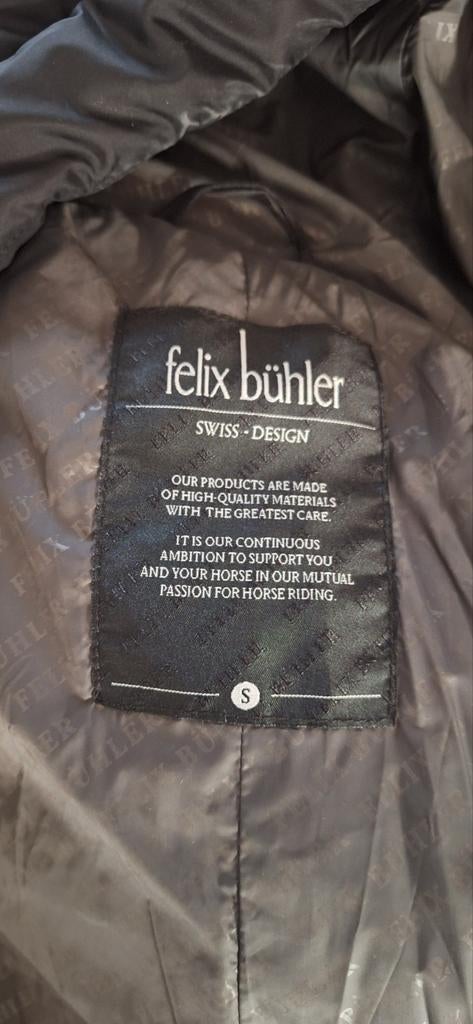 felix bühler
SWISS - DESIGN
OUR PRODUCTS ARE MADE
OF HIGH-QUALITY MATERIALS
WITH THE GREATEST CARE.
IT IS OUR CONTINUOUS
AMBITION TO SUPPORT YOU
AND YOUR HORSE IN OUR MUTUAL
PASSION FOR HORSE RIDING.
S